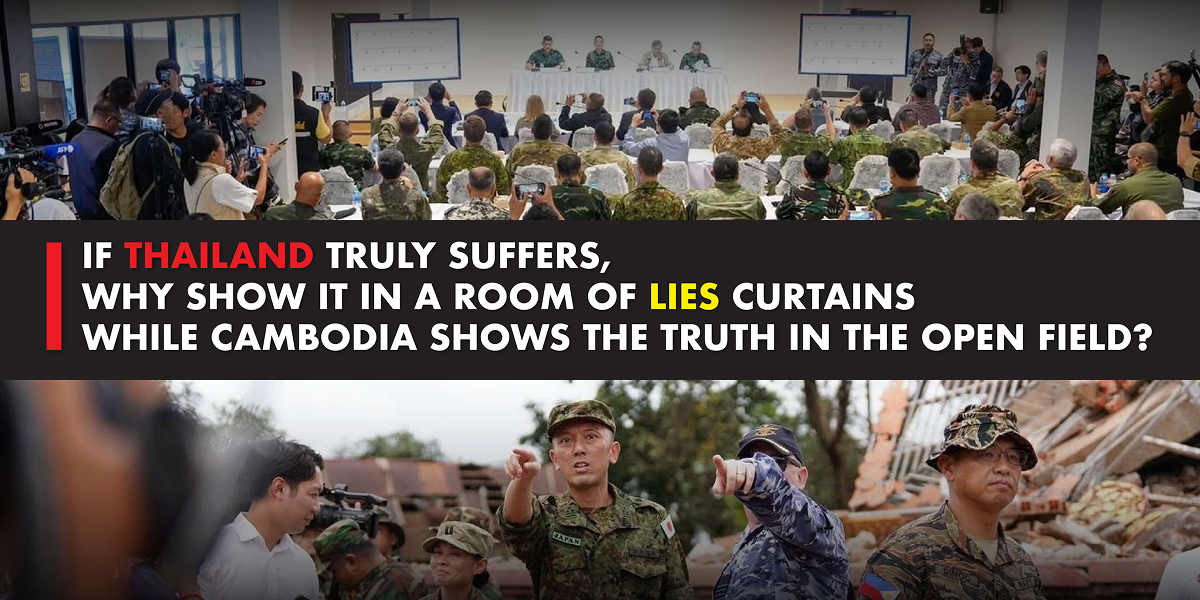 IF THAILAND TRULY SUFFERS,
WHY SHOW IT IN A ROOM OF LIES CURTAINS
WHILE CAMBODIA SHOWS THE TRUTH IN THE OPEN FIELD?
JAPAN